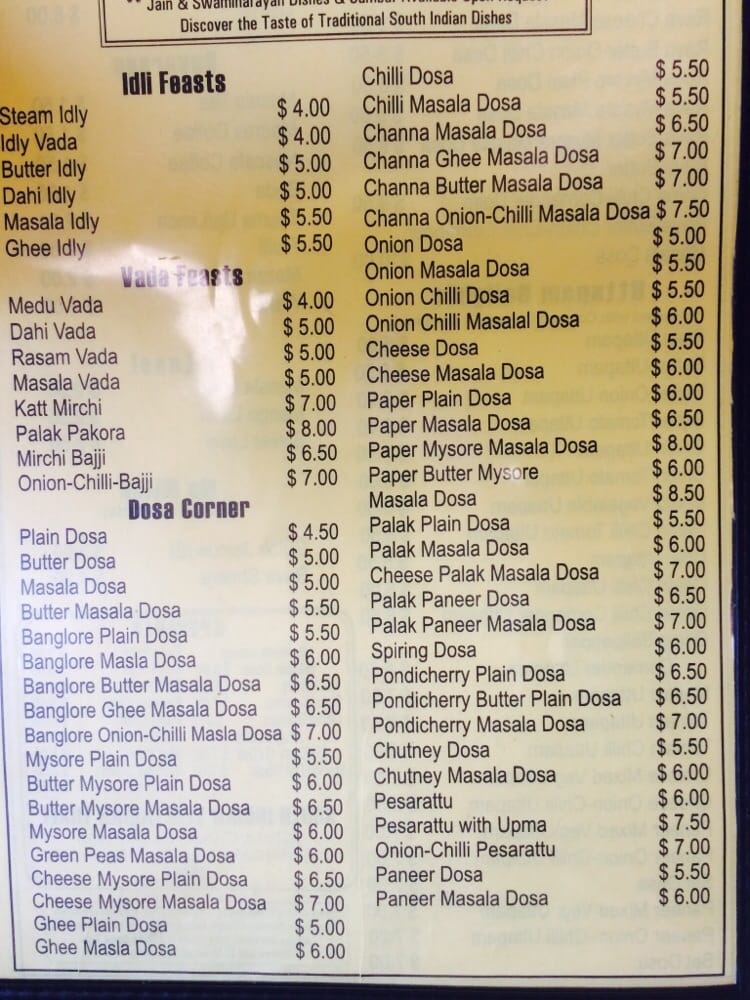 ** Jain & Swaminarayan Dishes & Sambar Available Upon Request
Discover the Taste of Traditional South Indian Dishes
Idli Feasts
Steam Idly $ 4.00
Idly Vada $ 4.00
Butter Idly $ 5.00
Dahi Idly $ 5.00
Masala Idly $ 5.50
Ghee Idly $ 5.50
Vada Feasts
Medu Vada $ 4.00
Dahi Vada $ 5.00
Rasam Vada $ 5.00
Masala Vada $ 5.00
Katt Mirchi $ 7.00
Palak Pakora $ 8.00
Mirchi Bajji $ 6.50
Onion-Chilli-Bajji $ 7.00
Dosa Corner
Plain Dosa $ 4.50
Butter Dosa $ 5.00
Masala Dosa $ 5.00
Butter Masala Dosa $ 5.50
Banglore Plain Dosa $ 5.50
Banglore Masla Dosa $ 6.00
Banglore Butter Masala Dosa $ 6.50
Banglore Ghee Masala Dosa $ 6.50
Banglore Onion-Chilli Masla Dosa $ 7.00
Mysore Plain Dosa $ 5.50
Butter Mysore Plain Dosa $ 6.00
Butter Mysore Masala Dosa $ 6.50
Mysore Masala Dosa $ 6.00
Green Peas Masala Dosa $ 6.00
Cheese Mysore Plain Dosa $ 6.50
Cheese Mysore Masala Dosa $ 7.00
Ghee Plain Dosa $ 5.00
Ghee Masla Dosa $ 6.00
Chilli Dosa $ 5.50
Chilli Masala Dosa $ 5.50
Channa Masala Dosa $ 6.50
Channa Ghee Masala Dosa $ 7.00
Channa Butter Masala Dosa $ 7.00
Channa Onion-Chilli Masala Dosa $ 7.50
Onion Dosa $ 5.00
Onion Masala Dosa $ 5.50
Onion Chilli Dosa $ 5.50
Onion Chilli Masalal Dosa $ 6.00
Cheese Dosa $ 5.50
Cheese Masala Dosa $ 6.00
Paper Plain Dosa $ 6.00
Paper Masala Dosa $ 6.50
Paper Mysore Masala Dosa $ 8.00
Paper Butter Mysore $ 6.00
Masala Dosa $ 8.50
Palak Plain Dosa $ 5.50
Palak Masala Dosa $ 6.00
Cheese Palak Masala Dosa $ 7.00
Palak Paneer Dosa $ 6.50
Palak Paneer Masala Dosa $ 7.00
Spiring Dosa $ 6.00
Pondicherry Plain Dosa $ 6.50
Pondicherry Butter Plain Dosa $ 6.50
Pondicherry Masala Dosa $ 7.00
Chutney Dosa $ 5.50
Chutney Masala Dosa $ 6.00
Pesarattu $ 6.00
Pesarattu with Upma $ 7.50
Onion-Chilli Pesarattu $ 7.00
Paneer Dosa $ 5.50
Paneer Masala Dosa $ 6.00